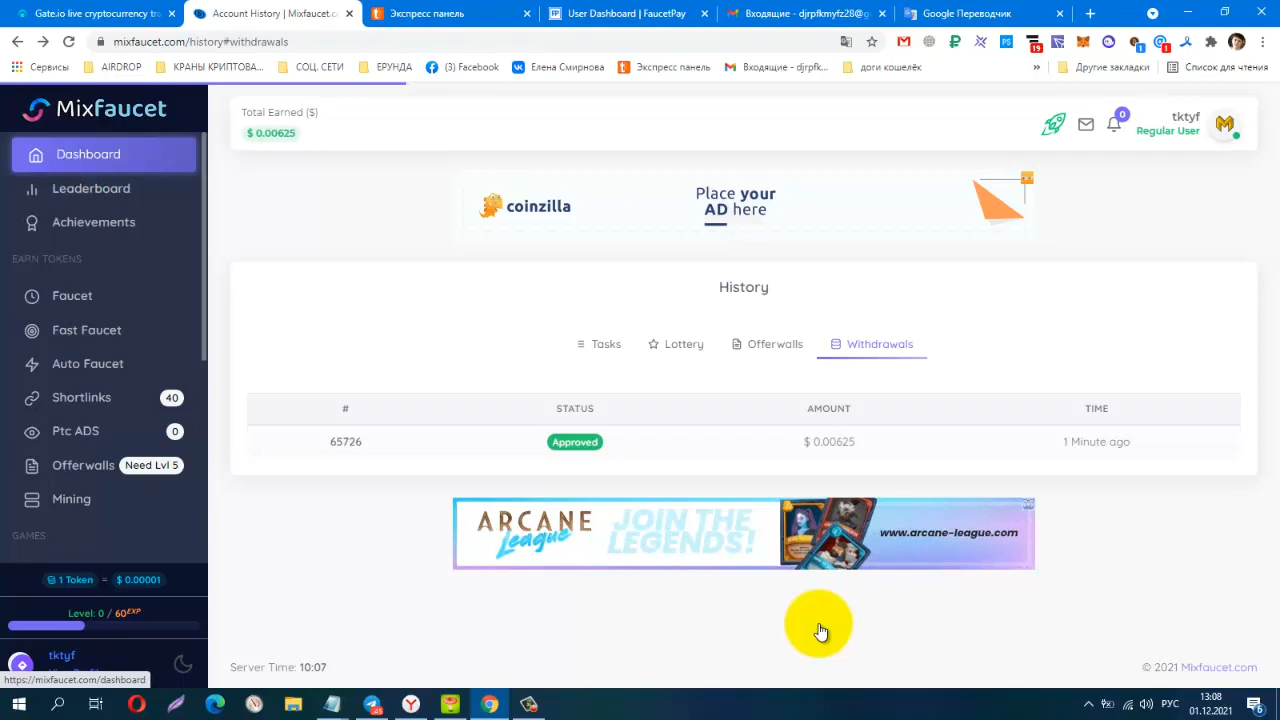 Gate.io live cryptocurrency tra
Account History | Mixfaucet.c
Экспресс панель
User Dashboard | FaucetPay
Входящие - djrpfkmyfz28@g
Google Переводчик
mixfaucet.com/history#withdrawals
19
1
1
Сервисы
AIRDROP
КРАНЫ КРИПТОВА...
СОЦ. СЕТИ
ЕРУНДА
(3) Facebook
Елена Смирнова
Экспресс панель
Входящие - djrpfk...
доги кошелёк
»
Другие закладки
Список для чтения
Mixfaucet
Total Earned ($)
$ 0.00625
0
tktyf
Regular User
Dashboard
Leaderboard
Achievements
EARN TOKENS
Faucet
Fast Faucet
Auto Faucet
Shortlinks 40
Ptc ADS 0
Offerwalls Need Lvl 5
Mining
GAMES
1 Token = $ 0.00001
Level: 0 / 60EXP
tktyf
https://mixfaucet.com/dashboard
coinzilla
Place your
AD here
History
Tasks
Lottery
Offerwalls
Withdrawals
# STATUS AMOUNT TIME
65726 Approved $ 0.00625 1 Minute ago
ARCANE
League
JOIN THE
LEGENDS!
www.arcane-league.com
Server Time: 10:07
© 2021 Mixfaucet.com
РУС
13:08
01.12.2021